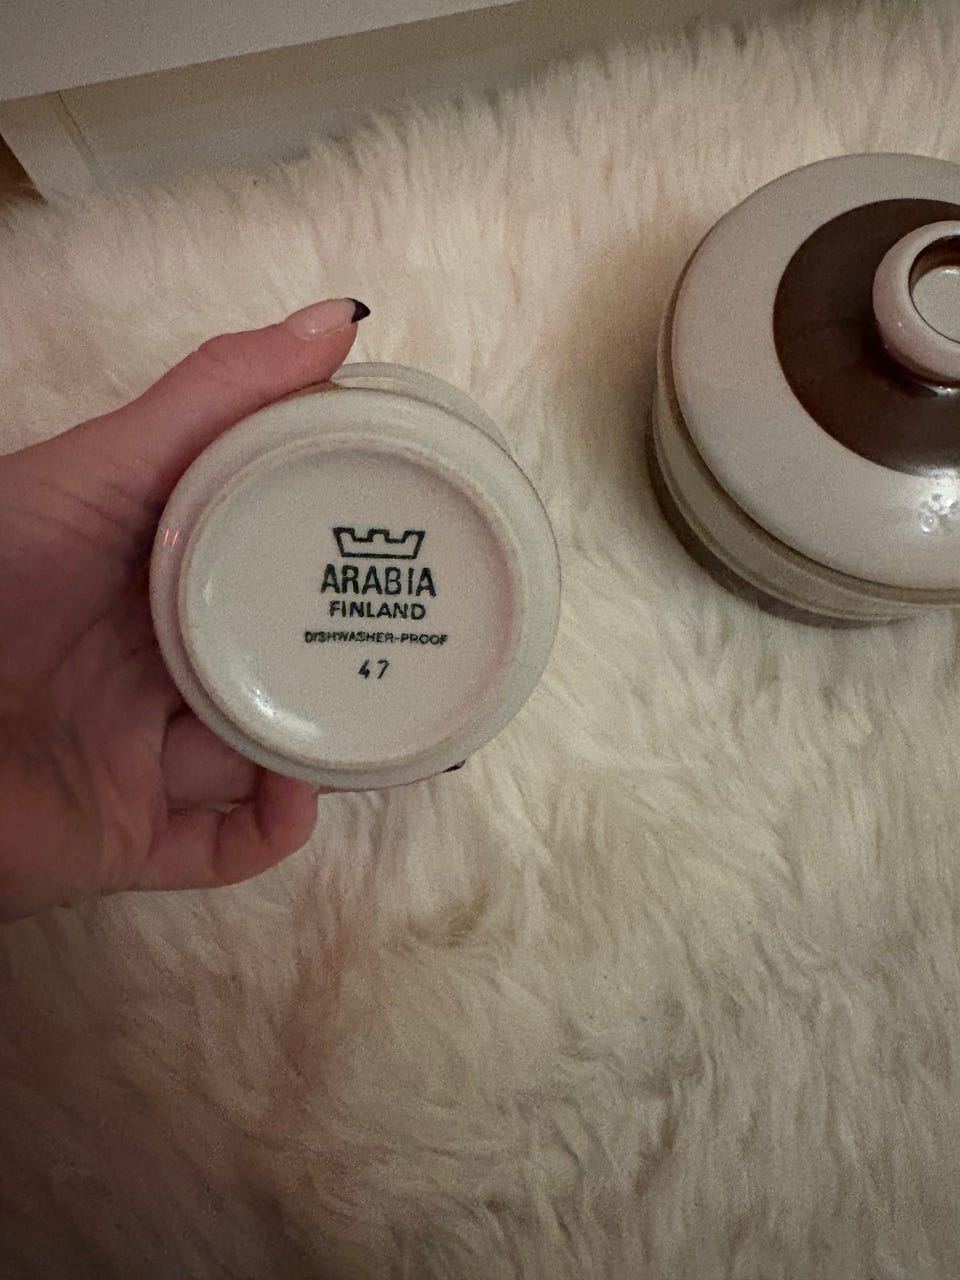 ARABIA
FINLAND
DISHWASHER-PROOF
47